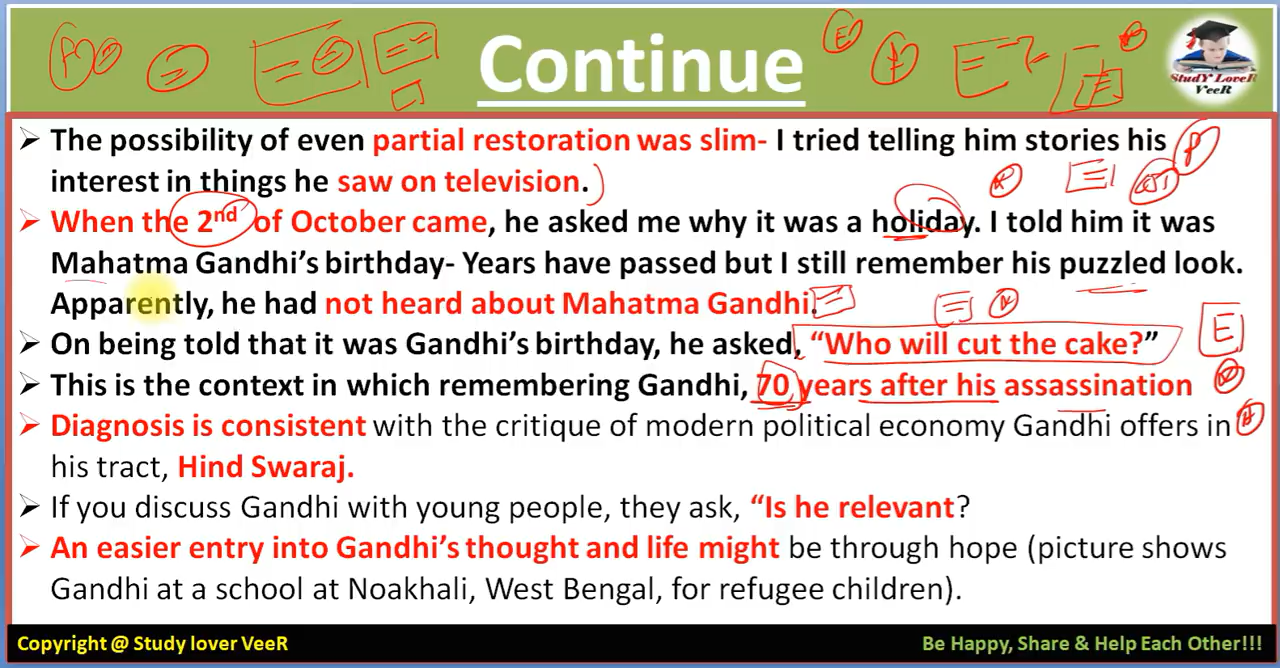 Continue
StudY LoveR
VeeR
➢ The possibility of even partial restoration was slim- I tried telling him stories his
interest in things he saw on television.
➢ When the 2nd of October came, he asked me why it was a holiday. I told him it was
Mahatma Gandhi's birthday- Years have passed but I still remember his puzzled look.
Apparently, he had not heard about Mahatma Gandhi.
➢ On being told that it was Gandhi's birthday, he asked, "Who will cut the cake?"
➢ This is the context in which remembering Gandhi, 70 years after his assassination
➢ Diagnosis is consistent with the critique of modern political economy Gandhi offers in
his tract, Hind Swaraj.
➢ If you discuss Gandhi with young people, they ask, "Is he relevant?
➢ An easier entry into Gandhi's thought and life might be through hope (picture shows
Gandhi at a school at Noakhali, West Bengal, for refugee children).
Copyright @ Study lover VeeR
Be Happy, Share & Help Each Other!!!